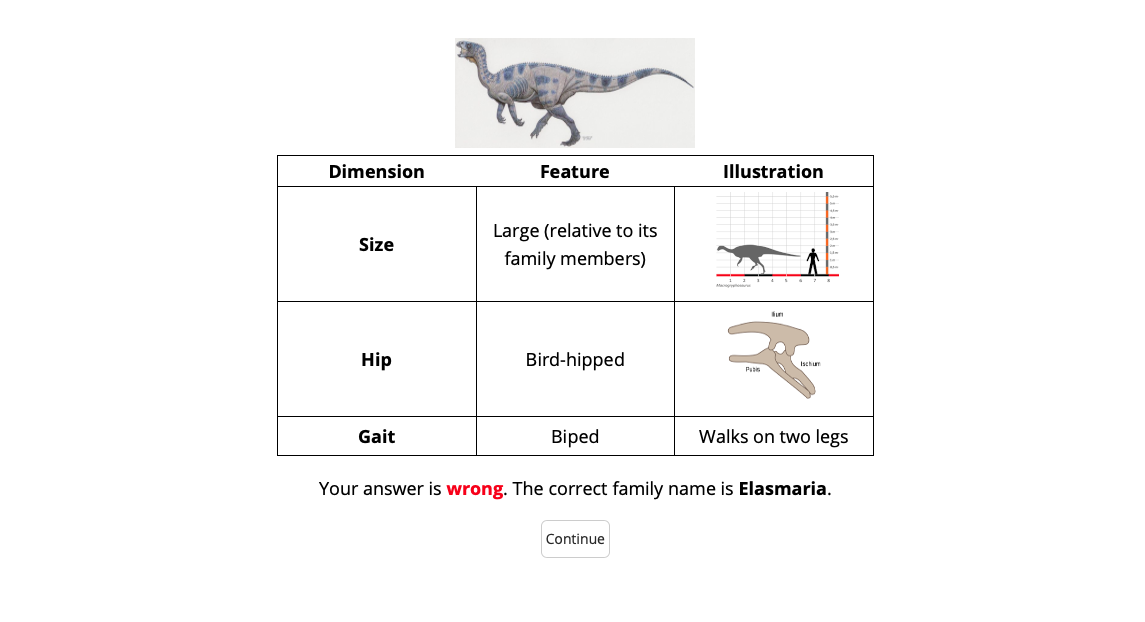 Dimension Feature Illustration
Size
Large (relative to its
family members)
1 2 3 4 5 6 7 8
Macrogryphosaurus
Hip
Bird-hipped
Ilium
Pubis
Ischium
Gait Biped Walks on two legs
Your answer is wrong. The correct family name is Elasmaria.
Continue